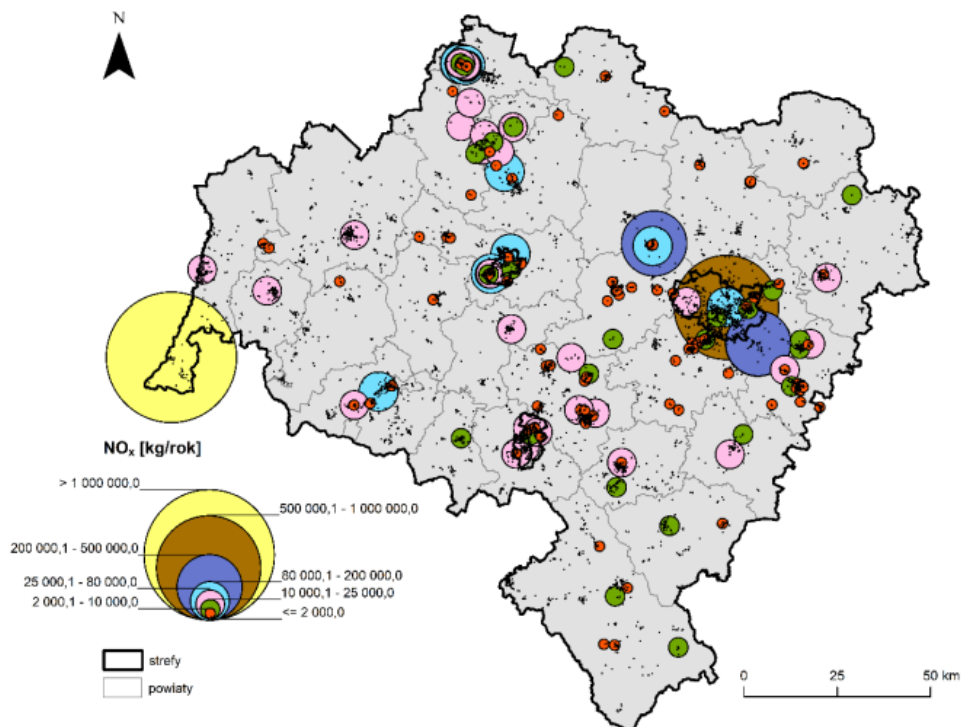 N
NOₓ [kg/rok]
> 1 000 000,0
500 000,1 - 1 000 000,0
200 000,1 - 500 000,0
80 000,1 - 200 000,0
25 000,1 - 80 000,0
10 000,1 - 25 000,0
2 000,1 - 10 000,0
<= 2 000,0
strefy
powiaty
0 25 50 km